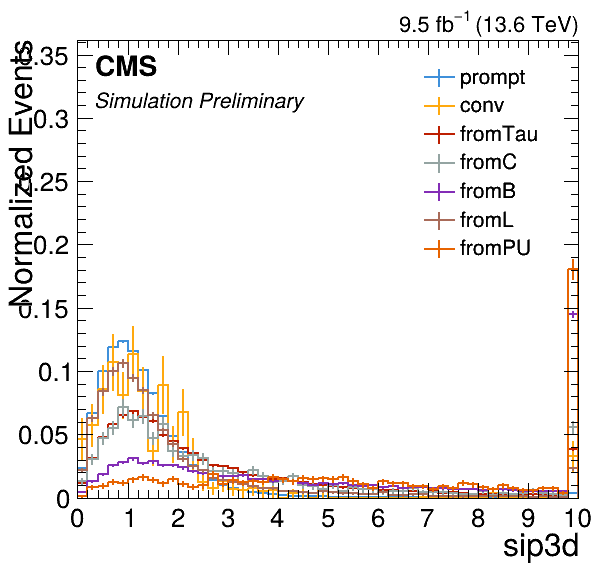 9.5 fb⁻¹ (13.6 TeV)
CMS
Simulation Preliminary
prompt
conv
fromTau
fromC
fromB
fromL
fromPU
Normalized Events
0.35
0.3
0.25
0.2
0.15
0.1
0.05
0
0 1 2 3 4 5 6 7 8 9 10
sip3d